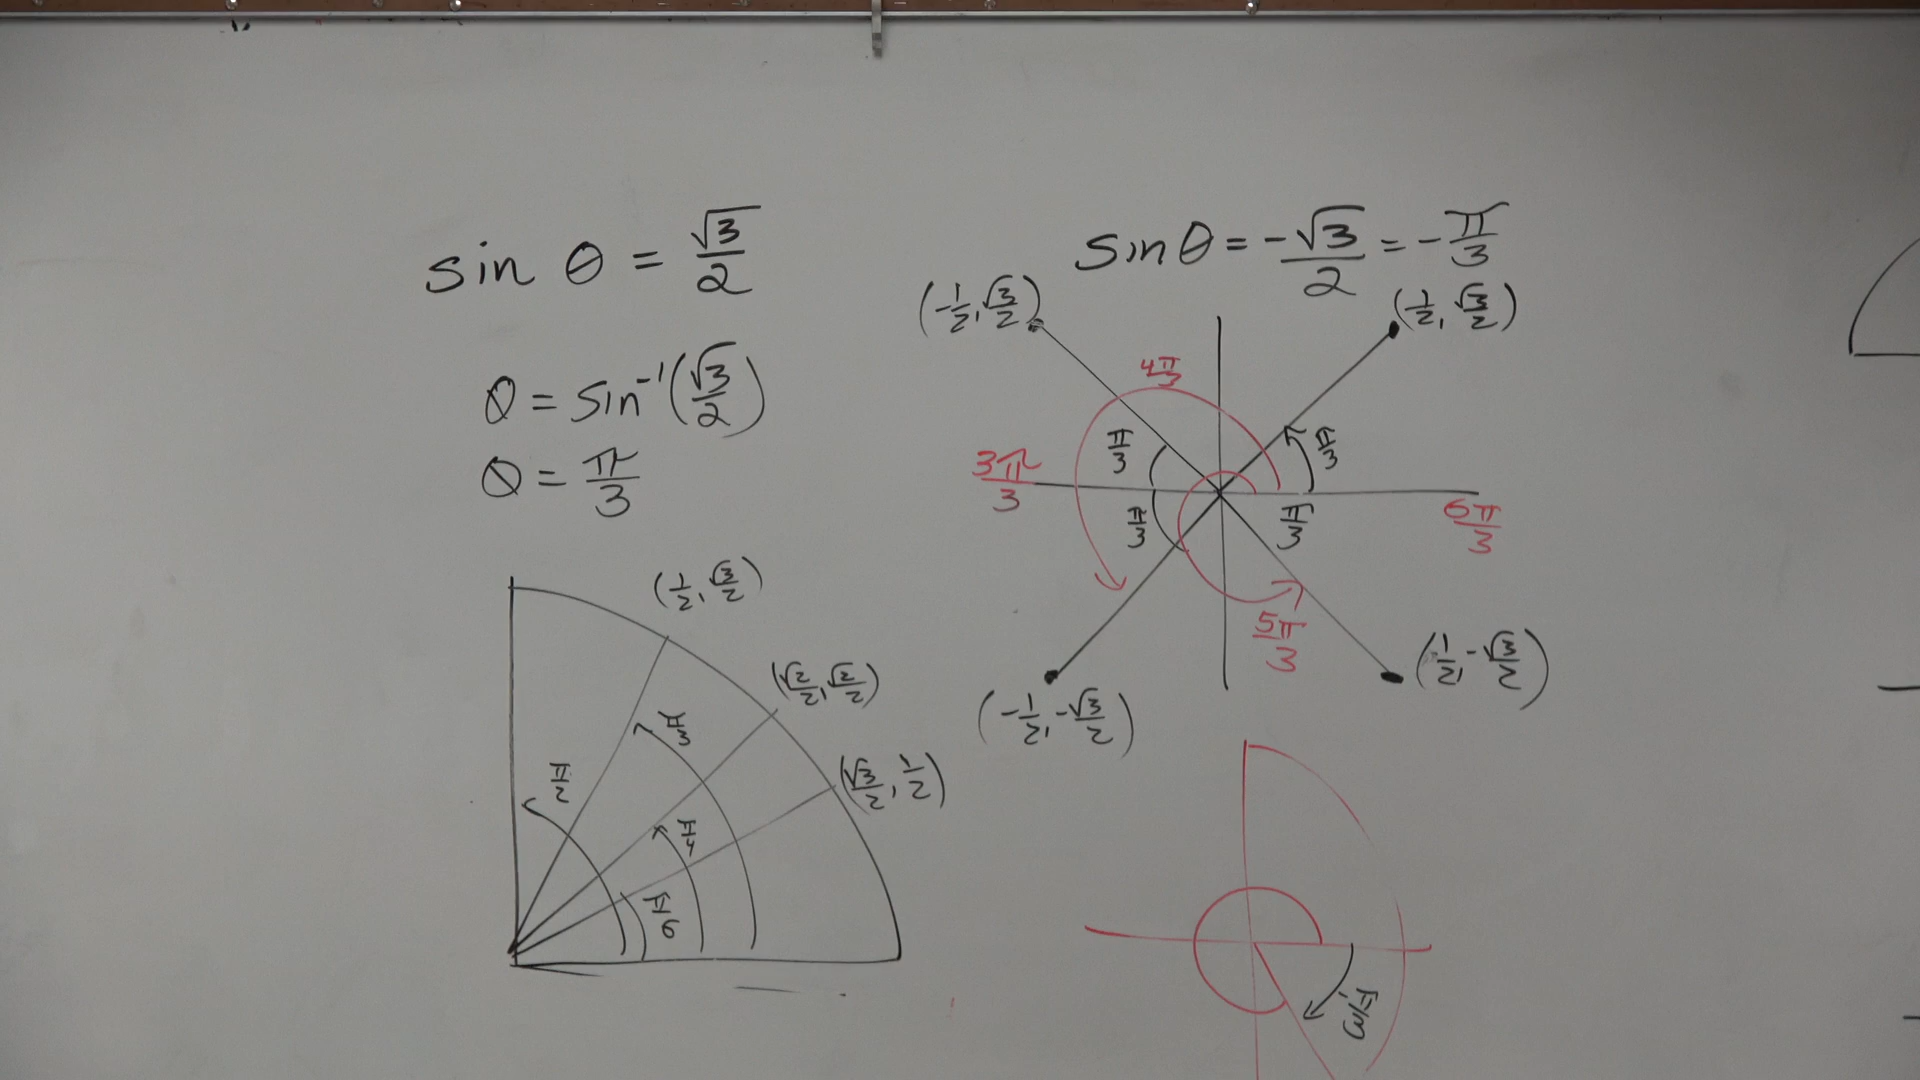 sin θ = √3/2
θ = sin⁻¹(√3/2)
θ = π/3
(1/2, √3/2)
(√2/2, √2/2)
(√3/2, 1/2)
π/2
π/3
π/4
π/6
sin θ = -√3/2 = -π/3
(-1/2, √3/2)
(1/2, √3/2)
4π/3
π/3
π/3
3π/3
π/3
π/3
6π/3
5π/3
(-1/2, -√3/2)
(1/2, -√3/2)
-π/3